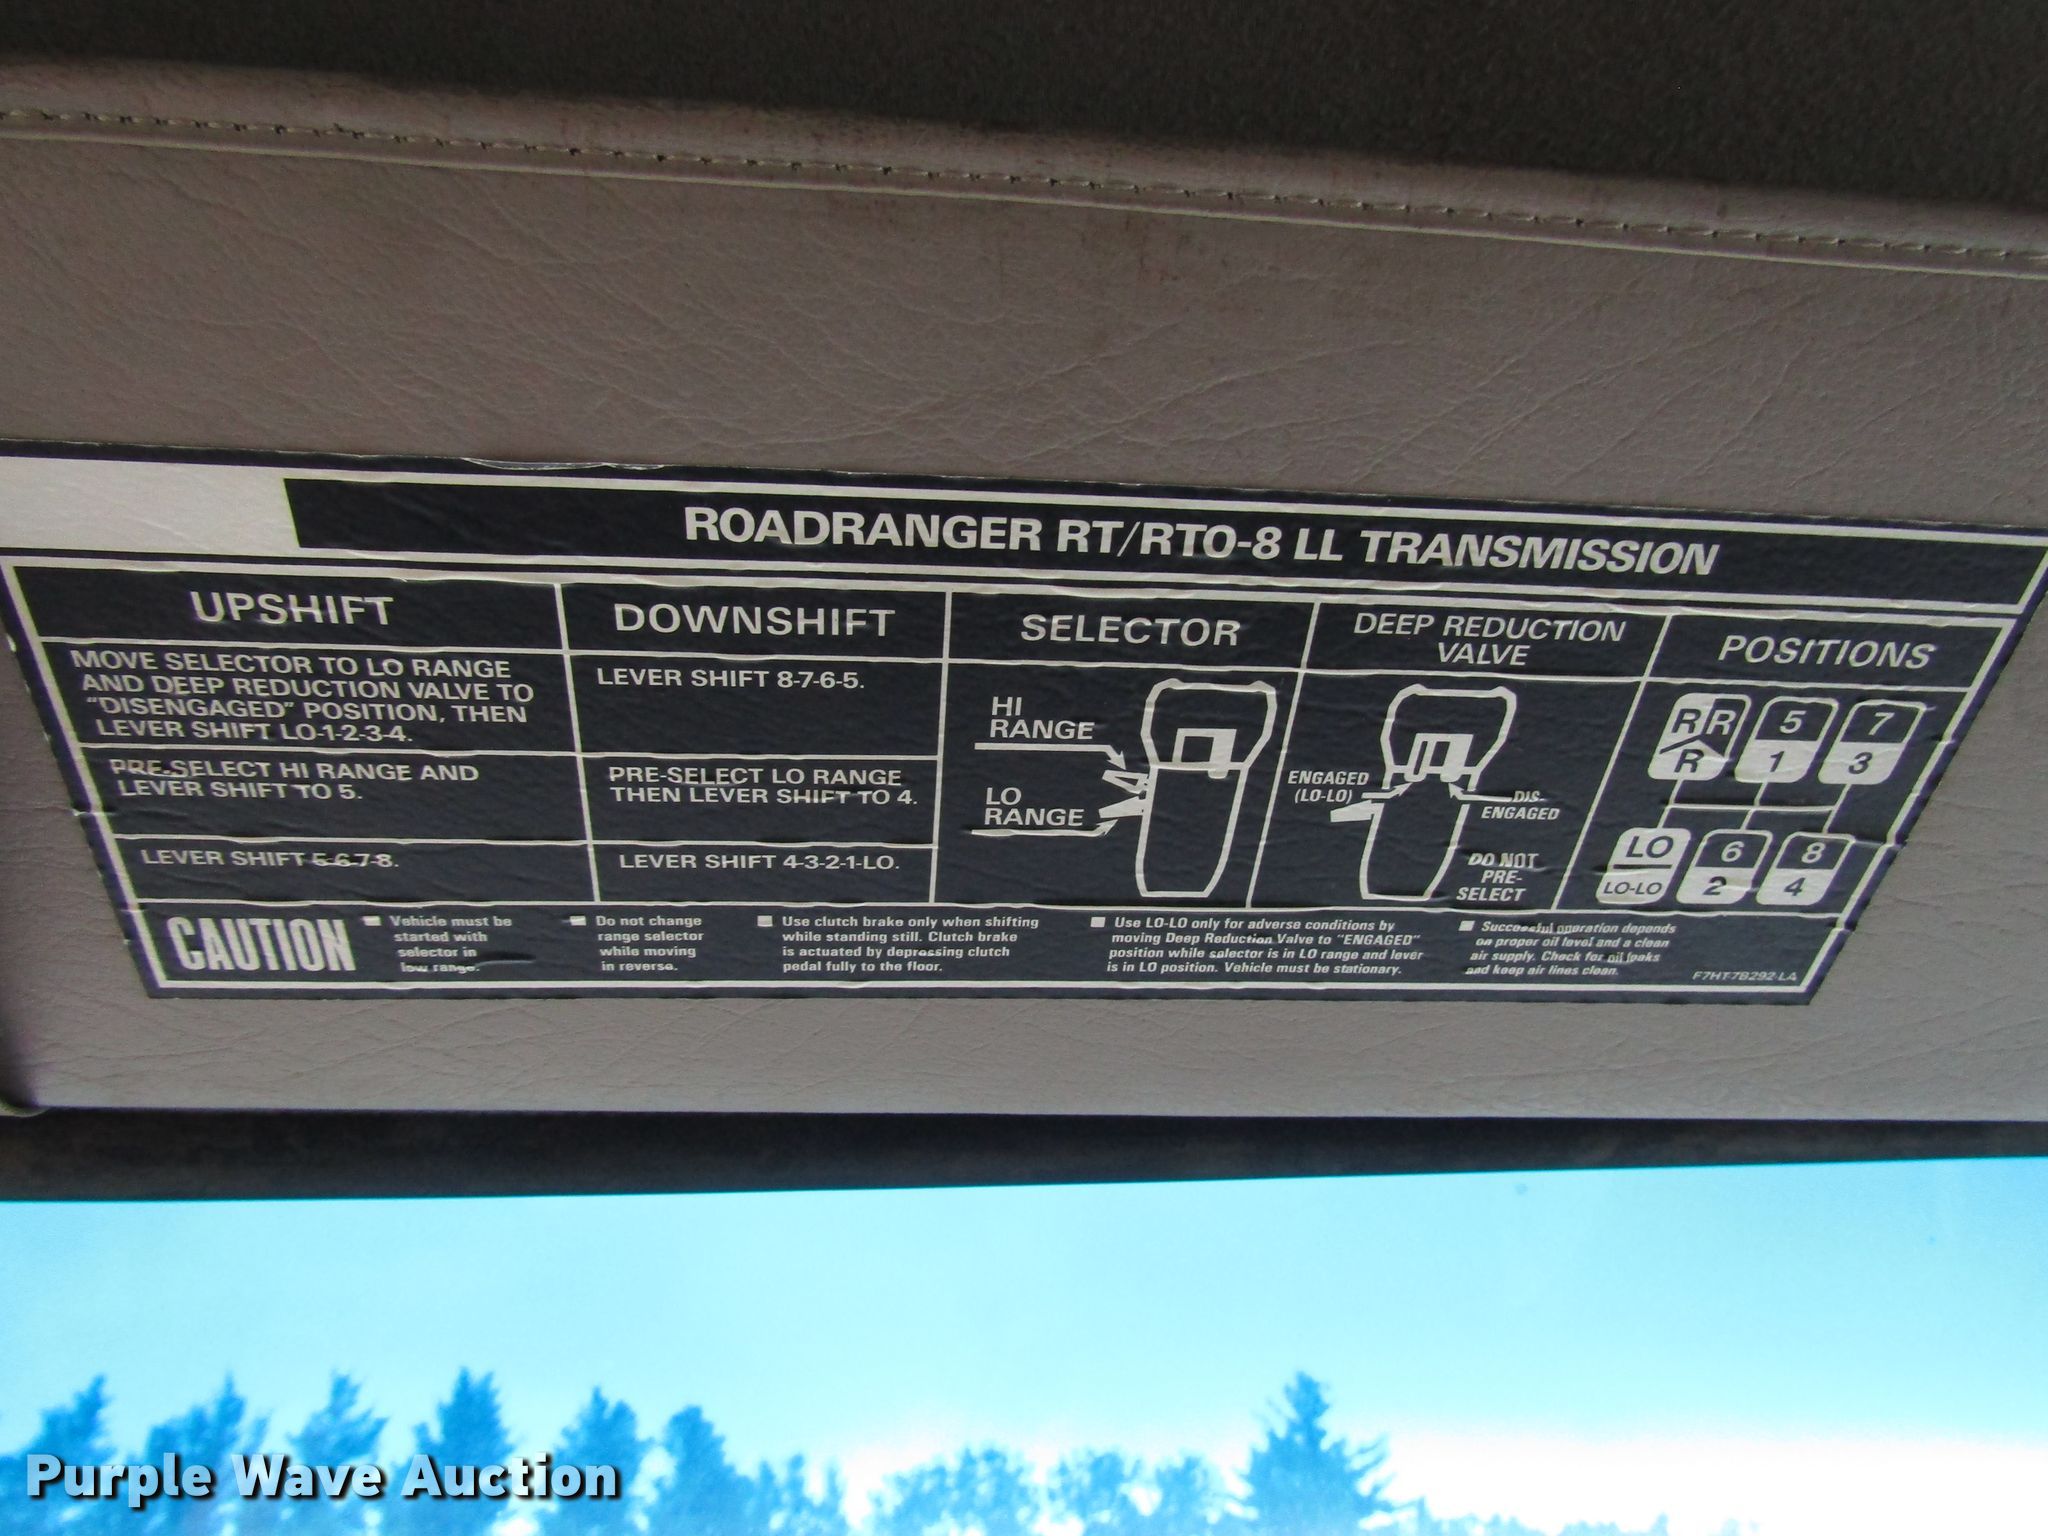 ROADRANGER RT/RTO-8 LL TRANSMISSION
UPSHIFT
MOVE SELECTOR TO LO RANGE
AND DEEP REDUCTION VALVE TO
"DISENGAGED" POSITION, THEN
LEVER SHIFT LO-1-2-3-4.
PRE-SELECT HI RANGE AND
LEVER SHIFT TO 5.
LEVER SHIFT 5-6-7-8.
DOWNSHIFT
LEVER SHIFT 8-7-6-5.
PRE-SELECT LO RANGE
THEN LEVER SHIFT TO 4.
LEVER SHIFT 4-3-2-1-LO.
SELECTOR
HI
RANGE
LO
RANGE
DEEP REDUCTION
VALVE
ENGAGED
(LO-LO)
DIS-
ENGAGED
DO NOT
PRE-
SELECT
POSITIONS
R R 5 7
R 1 3
LO 6 8
LO-LO 2 4
CAUTION
Vehicle must be
started with
selector in
low range.
Do not change
range selector
while moving
in reverse.
Use clutch brake only when shifting
while standing still. Clutch brake
is actuated by depressing clutch
pedal fully to the floor.
Use LO-LO only for adverse conditions by
moving Deep Reduction Valve to "ENGAGED"
position while selector is in LO range and lever
is in LO position. Vehicle must be stationary.
Successful operation depends
on proper oil level and a clean
air supply. Check for oil leaks
and keep air lines clean.
F7HT-7B292-LA
Purple Wave Auction